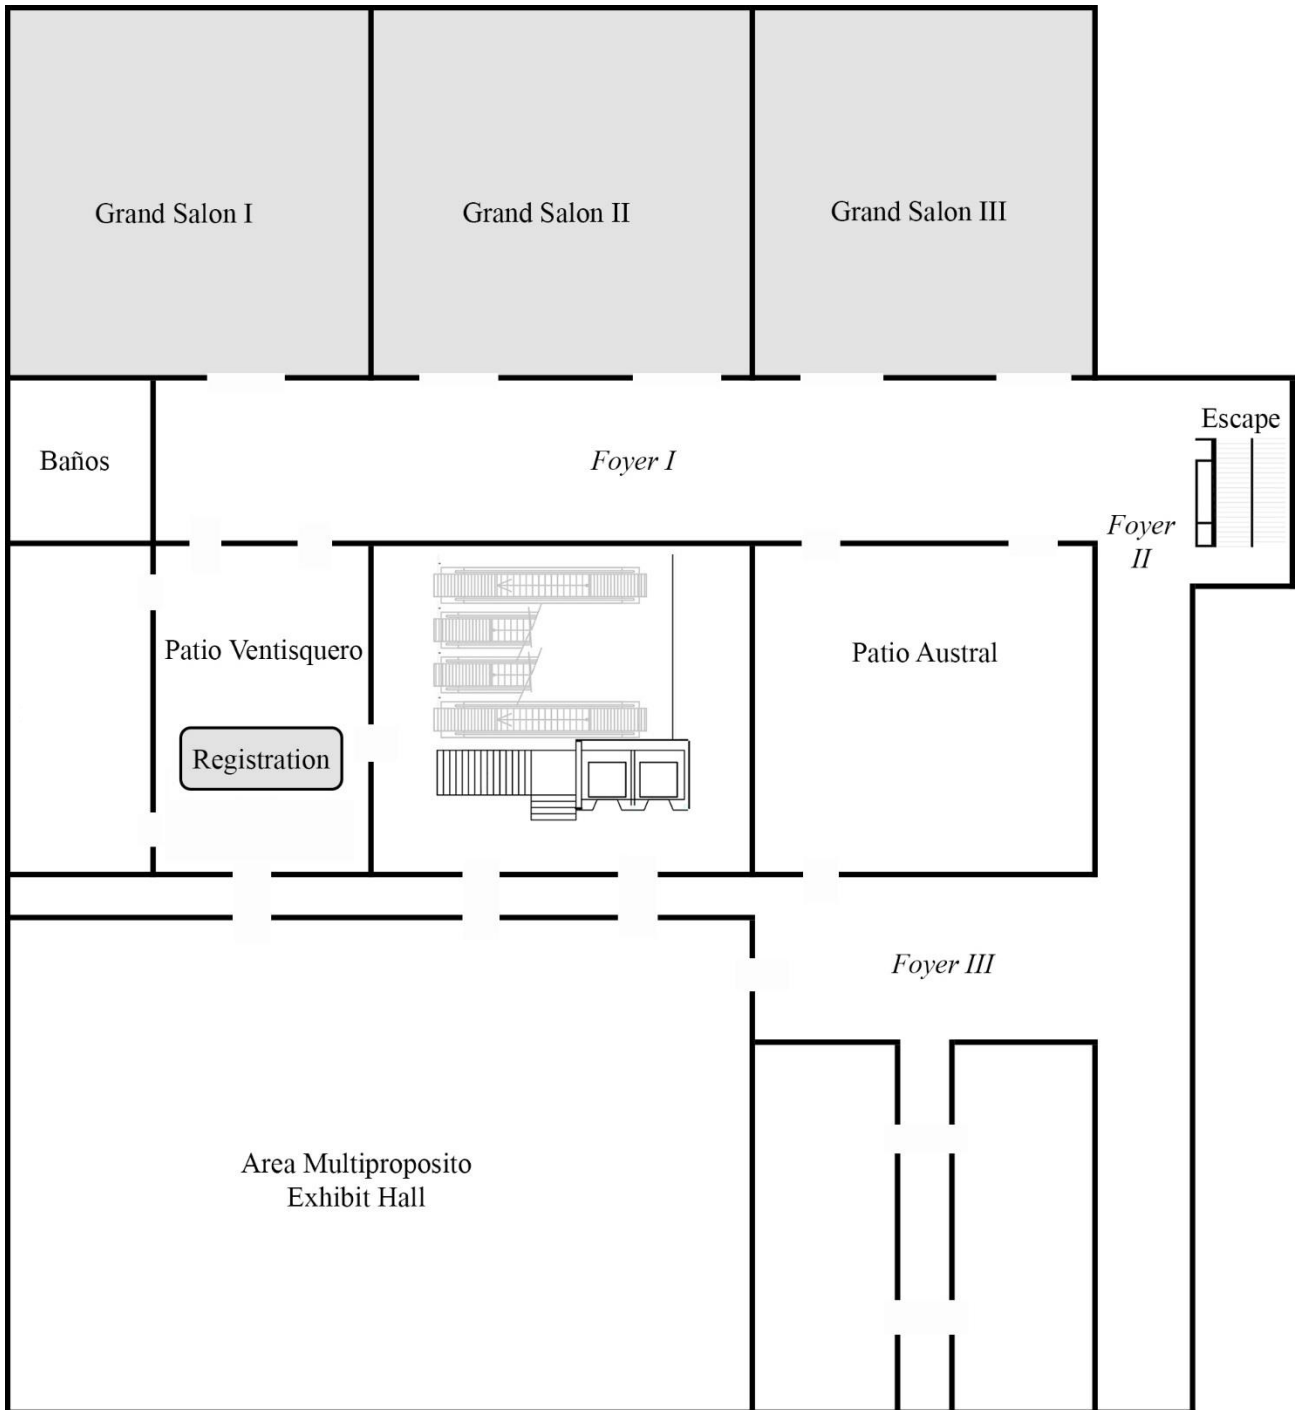 Grand Salon I
Grand Salon II
Grand Salon III
Escape
Baños
Foyer I
Foyer
II
Patio Ventisquero
Patio Austral
Registration
Foyer III
Area Multiproposito
Exhibit Hall